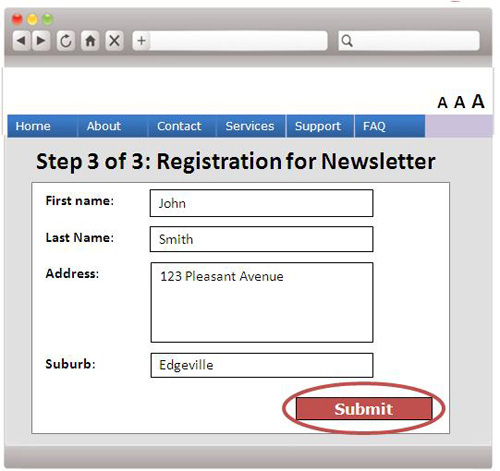 A A A
Home About Contact Services Support FAQ
Step 3 of 3: Registration for Newsletter
First name: John
Last Name: Smith
Address: 123 Pleasant Avenue
Suburb: Edgeville
Submit